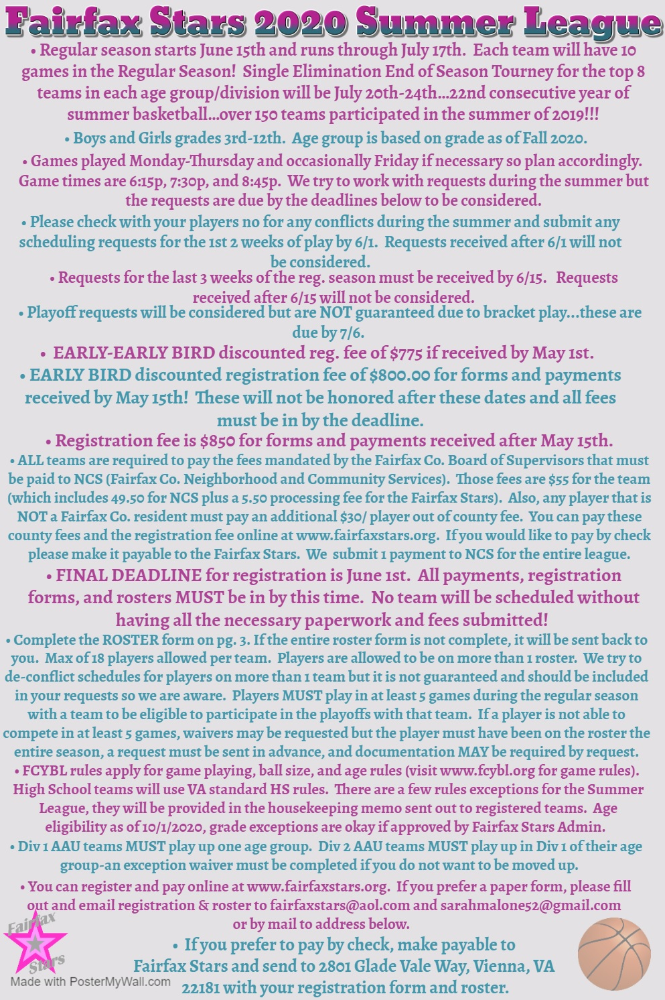 Fairfax Stars 2020 Summer League
• Regular season starts June 15th and runs through July 17th.  Each team will have 10
games in the Regular Season!  Single Elimination End of Season Tourney for the top 8
teams in each age group/division will be July 20th-24th...22nd consecutive year of
summer basketball...over 150 teams participated in the summer of 2019!!!
• Boys and Girls grades 3rd-12th.  Age group is based on grade as of Fall 2020.
• Games played Monday-Thursday and occasionally Friday if necessary so plan accordingly.
Game times are 6:15p, 7:30p, and 8:45p.  We try to work with requests during the summer but
the requests are due by the deadlines below to be considered.
• Please check with your players no for any conflicts during the summer and submit any
scheduling requests for the 1st 2 weeks of play by 6/1.  Requests received after 6/1 will not
be considered.
• Requests for the last 3 weeks of the reg. season must be received by 6/15.   Requests
received after 6/15 will not be considered.
• Playoff requests will be considered but are NOT guaranteed due to bracket play...these are
due by 7/6.
•  EARLY-EARLY BIRD discounted reg. fee of $775 if received by May 1st.
• EARLY BIRD discounted registration fee of $800.00 for forms and payments
received by May 15th!  These will not be honored after these dates and all fees
must be in by the deadline.
• Registration fee is $850 for forms and payments received after May 15th.
• ALL teams are required to pay the fees mandated by the Fairfax Co. Board of Supervisors that must
be paid to NCS (Fairfax Co. Neighborhood and Community Services).  Those fees are $55 for the team
(which includes 49.50 for NCS plus a 5.50 processing fee for the Fairfax Stars).  Also, any player that is
NOT a Fairfax Co. resident must pay an additional $30/ player out of county fee.  You can pay these
county fees and the registration fee online at www.fairfaxstars.org.  If you would like to pay by check
please make it payable to the Fairfax Stars.  We  submit 1 payment to NCS for the entire league.
• FINAL DEADLINE for registration is June 1st.  All payments, registration
forms, and rosters MUST be in by this time.  No team will be scheduled without
having all the necessary paperwork and fees submitted!
• Complete the ROSTER form on pg. 3. If the entire roster form is not complete, it will be sent back to
you.  Max of 18 players allowed per team.  Players are allowed to be on more than 1 roster.  We try to
de-conflict schedules for players on more than 1 team but it is not guaranteed and should be included
in your requests so we are aware.  Players MUST play in at least 5 games during the regular season
with a team to be eligible to participate in the playoffs with that team.  If a player is not able to
compete in at least 5 games, waivers may be requested but the player must have been on the roster the
entire season, a request must be sent in advance, and documentation MAY be required by request.
• FCYBL rules apply for game playing, ball size, and age rules (visit www.fcybl.org for game rules).
High School teams will use VA standard HS rules.  There are a few rules exceptions for the Summer
League, they will be provided in the housekeeping memo sent out to registered teams.  Age
eligibility as of 10/1/2020, grade exceptions are okay if approved by Fairfax Stars Admin.
• Div 1 AAU teams MUST play up one age group.  Div 2 AAU teams MUST play up in Div 1 of their age
group-an exception waiver must be completed if you do not want to be moved up.
• You can register and pay online at www.fairfaxstars.org.  If you prefer a paper form, please fill
out and email registration & roster to fairfaxstars@aol.com and sarahmalone52@gmail.com
or by mail to address below.
•  If you prefer to pay by check, make payable to
Fairfax Stars and send to 2801 Glade Vale Way, Vienna, VA
22181 with your registration form and roster.
Fairfax
Stars
Made with PosterMyWall.com